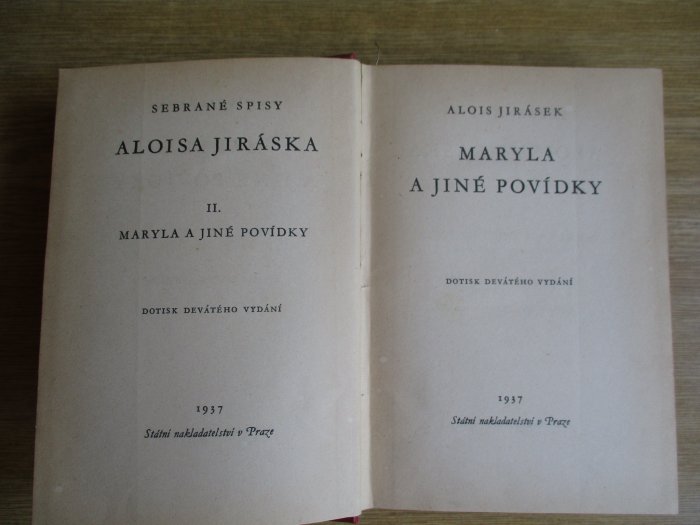 SEBRANÉ SPISY
ALOISA JIRÁSKA
II.
MARYLA A JINÉ POVÍDKY
DOTISK DEVÁTÉHO VYDÁNÍ
1937
Státní nakladatelství v Praze
ALOIS JIRÁSEK
MARYLA
A JINÉ POVÍDKY
DOTISK DEVÁTÉHO VYDÁNÍ
1937
Státní nakladatelství v Praze